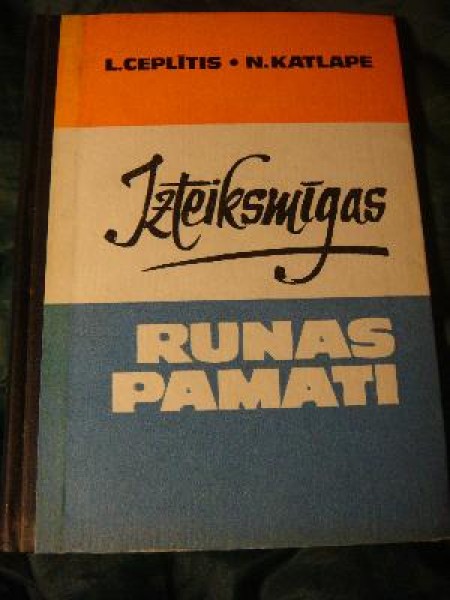 L.CEPLĪTIS • N.KATLAPE
Izteiksmīgas
RUNAS
PAMATI